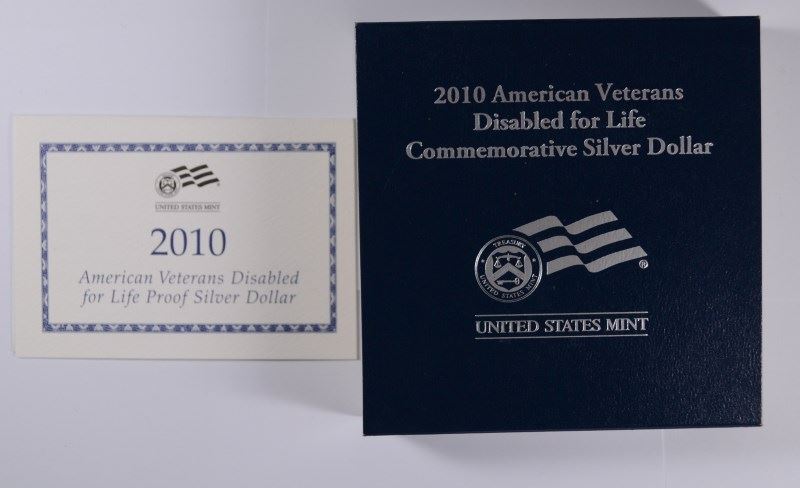 UNITED STATES MINT
2010
American Veterans Disabled
for Life Proof Silver Dollar
2010 American Veterans
Disabled for Life
Commemorative Silver Dollar
TREASURY
UNITED STATES MINT
®
UNITED STATES MINT